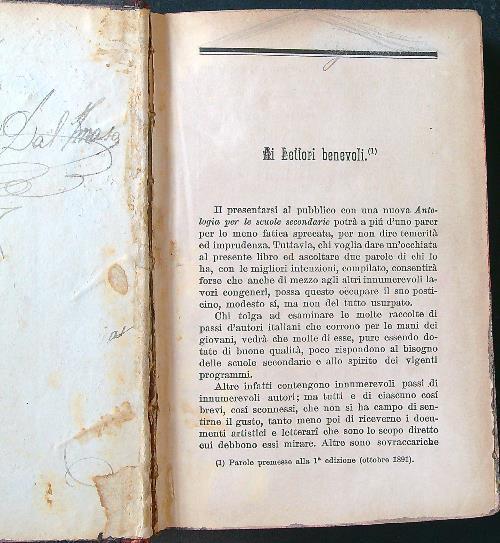 Dal
Ai Lettori benevoli.(1)
Il presentarsi al pubblico con una nuova Anto-
logia per le scuole secondarie potrà a piú d'uno parer
per lo meno fatica sprecata, per non dire temerità
ed imprudenza. Tuttavia, chi voglia dare un'occhiata
al presente libro ed ascoltare due parole di chi lo
ha, con le migliori intenzioni, compilato, consentirà
forse che anche di mezzo agli altri innumerevoli la-
vori congeneri, possa questo occupare il suo posti-
cino, modesto sí, ma non del tutto usurpato.
Chi tolga ad esaminare le molte raccolte di
passi d'autori italiani che corrono per le mani dei
giovani, vedrà che molte di esse, pure essendo do-
tate di buone qualità, poco rispondono al bisogno
delle scuole secondarie e allo spirito dei vigenti
programmi.
Altre infatti contengono innumerevoli passi di
innumerevoli autori; ma tutti e di ciascuno cosí
brevi, cosí sconnessi, che non si ha campo di sen-
tirne il gusto, tanto meno poi di riceverne i docu-
menti artistici e letterarî che sono lo scopo diretto
cui debbono essi mirare. Altre sono sovraccariche
(1) Parole premesse alla 1ª edizione (ottobre 1891).